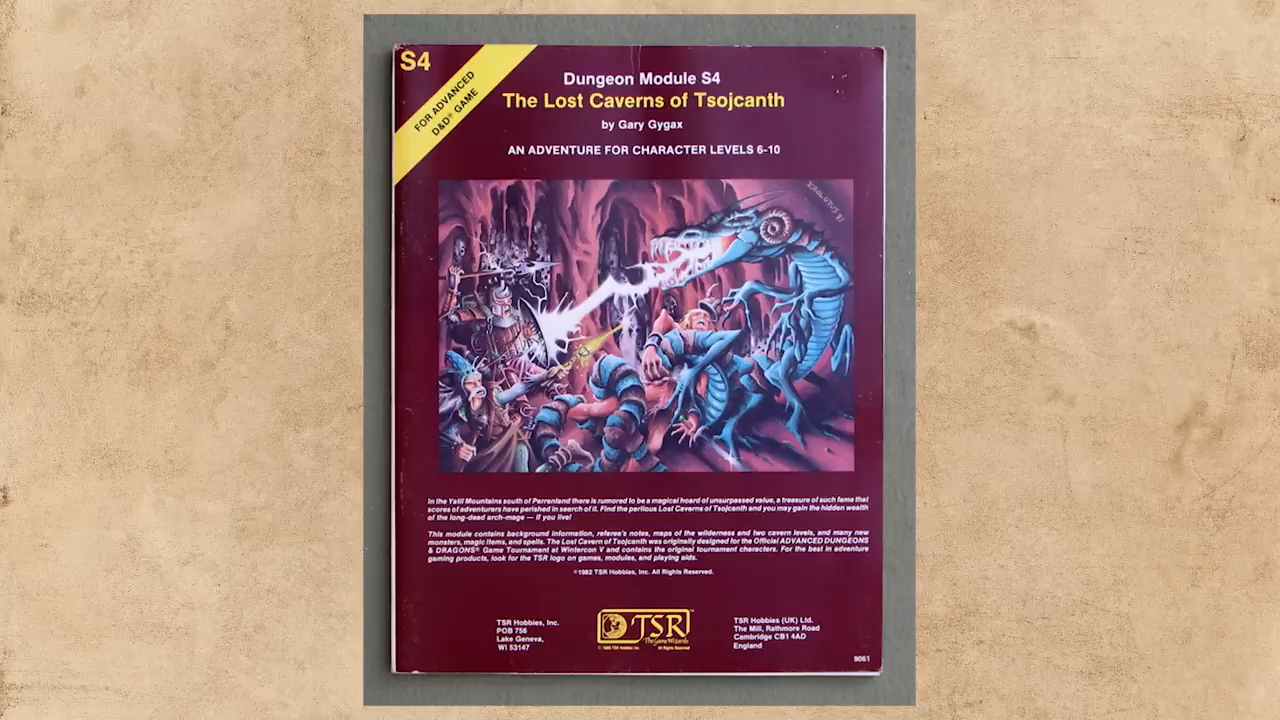 S4
FOR ADVANCED
D&D® GAME
Dungeon Module S4
The Lost Caverns of Tsojcanth
by Gary Gygax
AN ADVENTURE FOR CHARACTER LEVELS 6-10
In the Yatil Mountains south of Perrenland there is rumored to be a magical hoard of unsurpassed value, a treasure of such fame that
scores of adventurers have perished in search of it. Find the perilous Lost Caverns of Tsojcanth and you may gain the hidden wealth
of the long-dead arch-mage — if you live!
This module contains background information, referee's notes, maps of the wilderness and two cavern levels, and many new
monsters, magic items, and spells. The Lost Cavern of Tsojcanth was originally designed for the Official ADVANCED DUNGEONS
& DRAGONS® Game Tournament at Wintercon V and contains the original tournament characters. For the best in adventure
gaming products, look for the TSR logo on games, modules, and playing aids.
©1982 TSR Hobbies, Inc. All Rights Reserved.
TSR Hobbies, Inc.
POB 756
Lake Geneva,
WI 53147
TSR™
The Game Wizards
TSR Hobbies, Inc. All Rights Reserved
TSR Hobbies (UK) Ltd.
The Mill, Rathmore Road
Cambridge CB1 4AD
England
9061